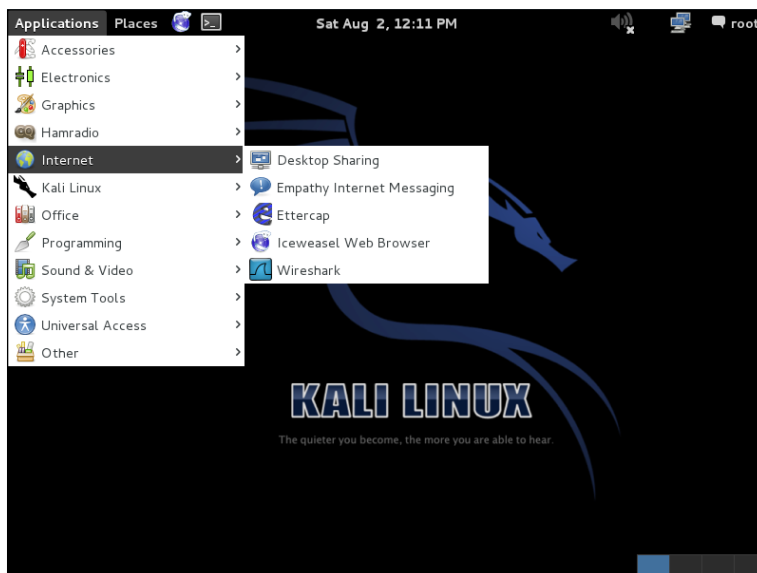 Applications Places Sat Aug 2, 12:11 PM root
Accessories
Electronics
Graphics
Hamradio
Internet
Kali Linux
Office
Programming
Sound & Video
System Tools
Universal Access
Other
Desktop Sharing
Empathy Internet Messaging
Ettercap
Iceweasel Web Browser
Wireshark
KALI LINUX
The quieter you become, the more you are able to hear.